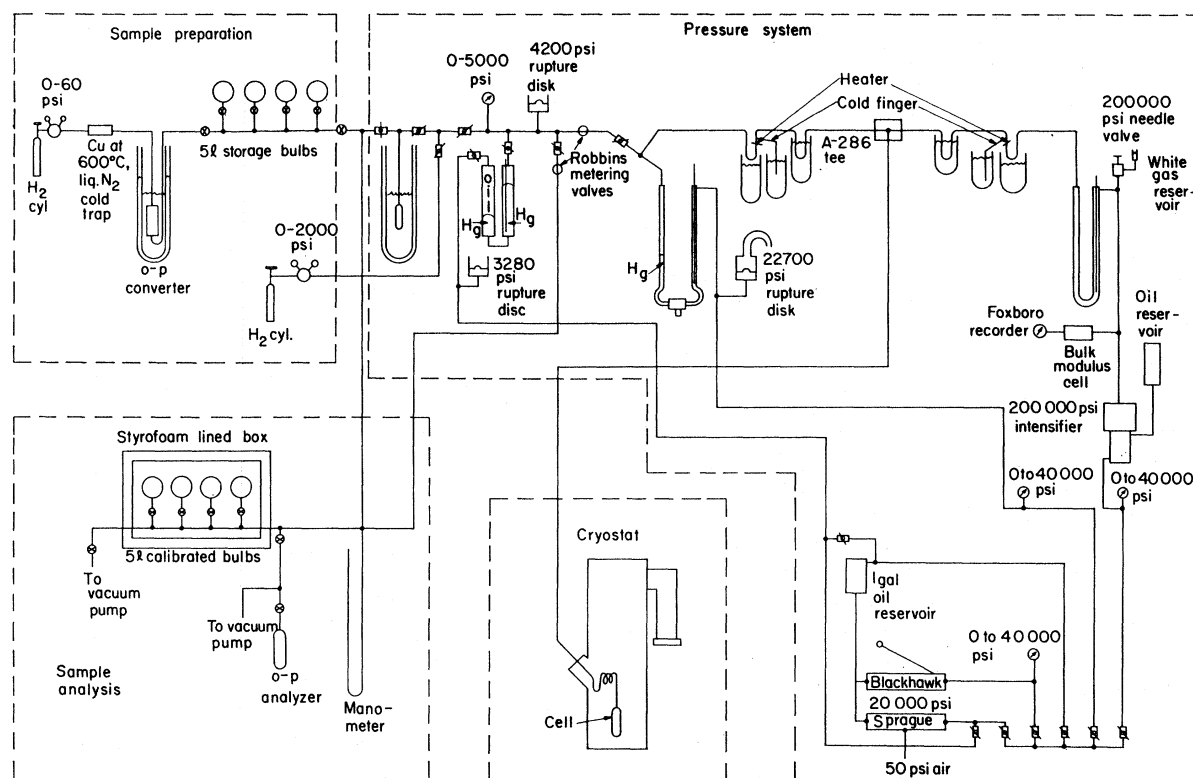 Sample preparation
O-60
psi
H2
cyl
Cu at
600°C,
liq. N2
cold
trap
o-p
converter
5ℓ storage bulbs
O-2000
psi
H2 cyl.
Pressure system
O-5000
psi
4200 psi
rupture
disk
Robbins
metering
valves
Oil
Hg
Hg
3280
psi
rupture
disc
Heater
Cold finger
A-286
tee
Hg
22700
psi
rupture
disk
200000
psi needle
valve
White
gas
reser-
voir
Foxboro
recorder
Bulk
modulus
cell
Oil
reser-
voir
200 000 psi
intensifier
0 to 40 000
psi
0 to 40 000
psi
Styrofoam lined box
5ℓ calibrated bulbs
To
vacuum
pump
To vacuum
pump
o-p
analyzer
Mano-
meter
Sample
analysis
Cryostat
Cell
1 gal
oil
reservoir
0 to 40 000
psi
Blackhawk
20 000 psi
Sprague
50 psi air